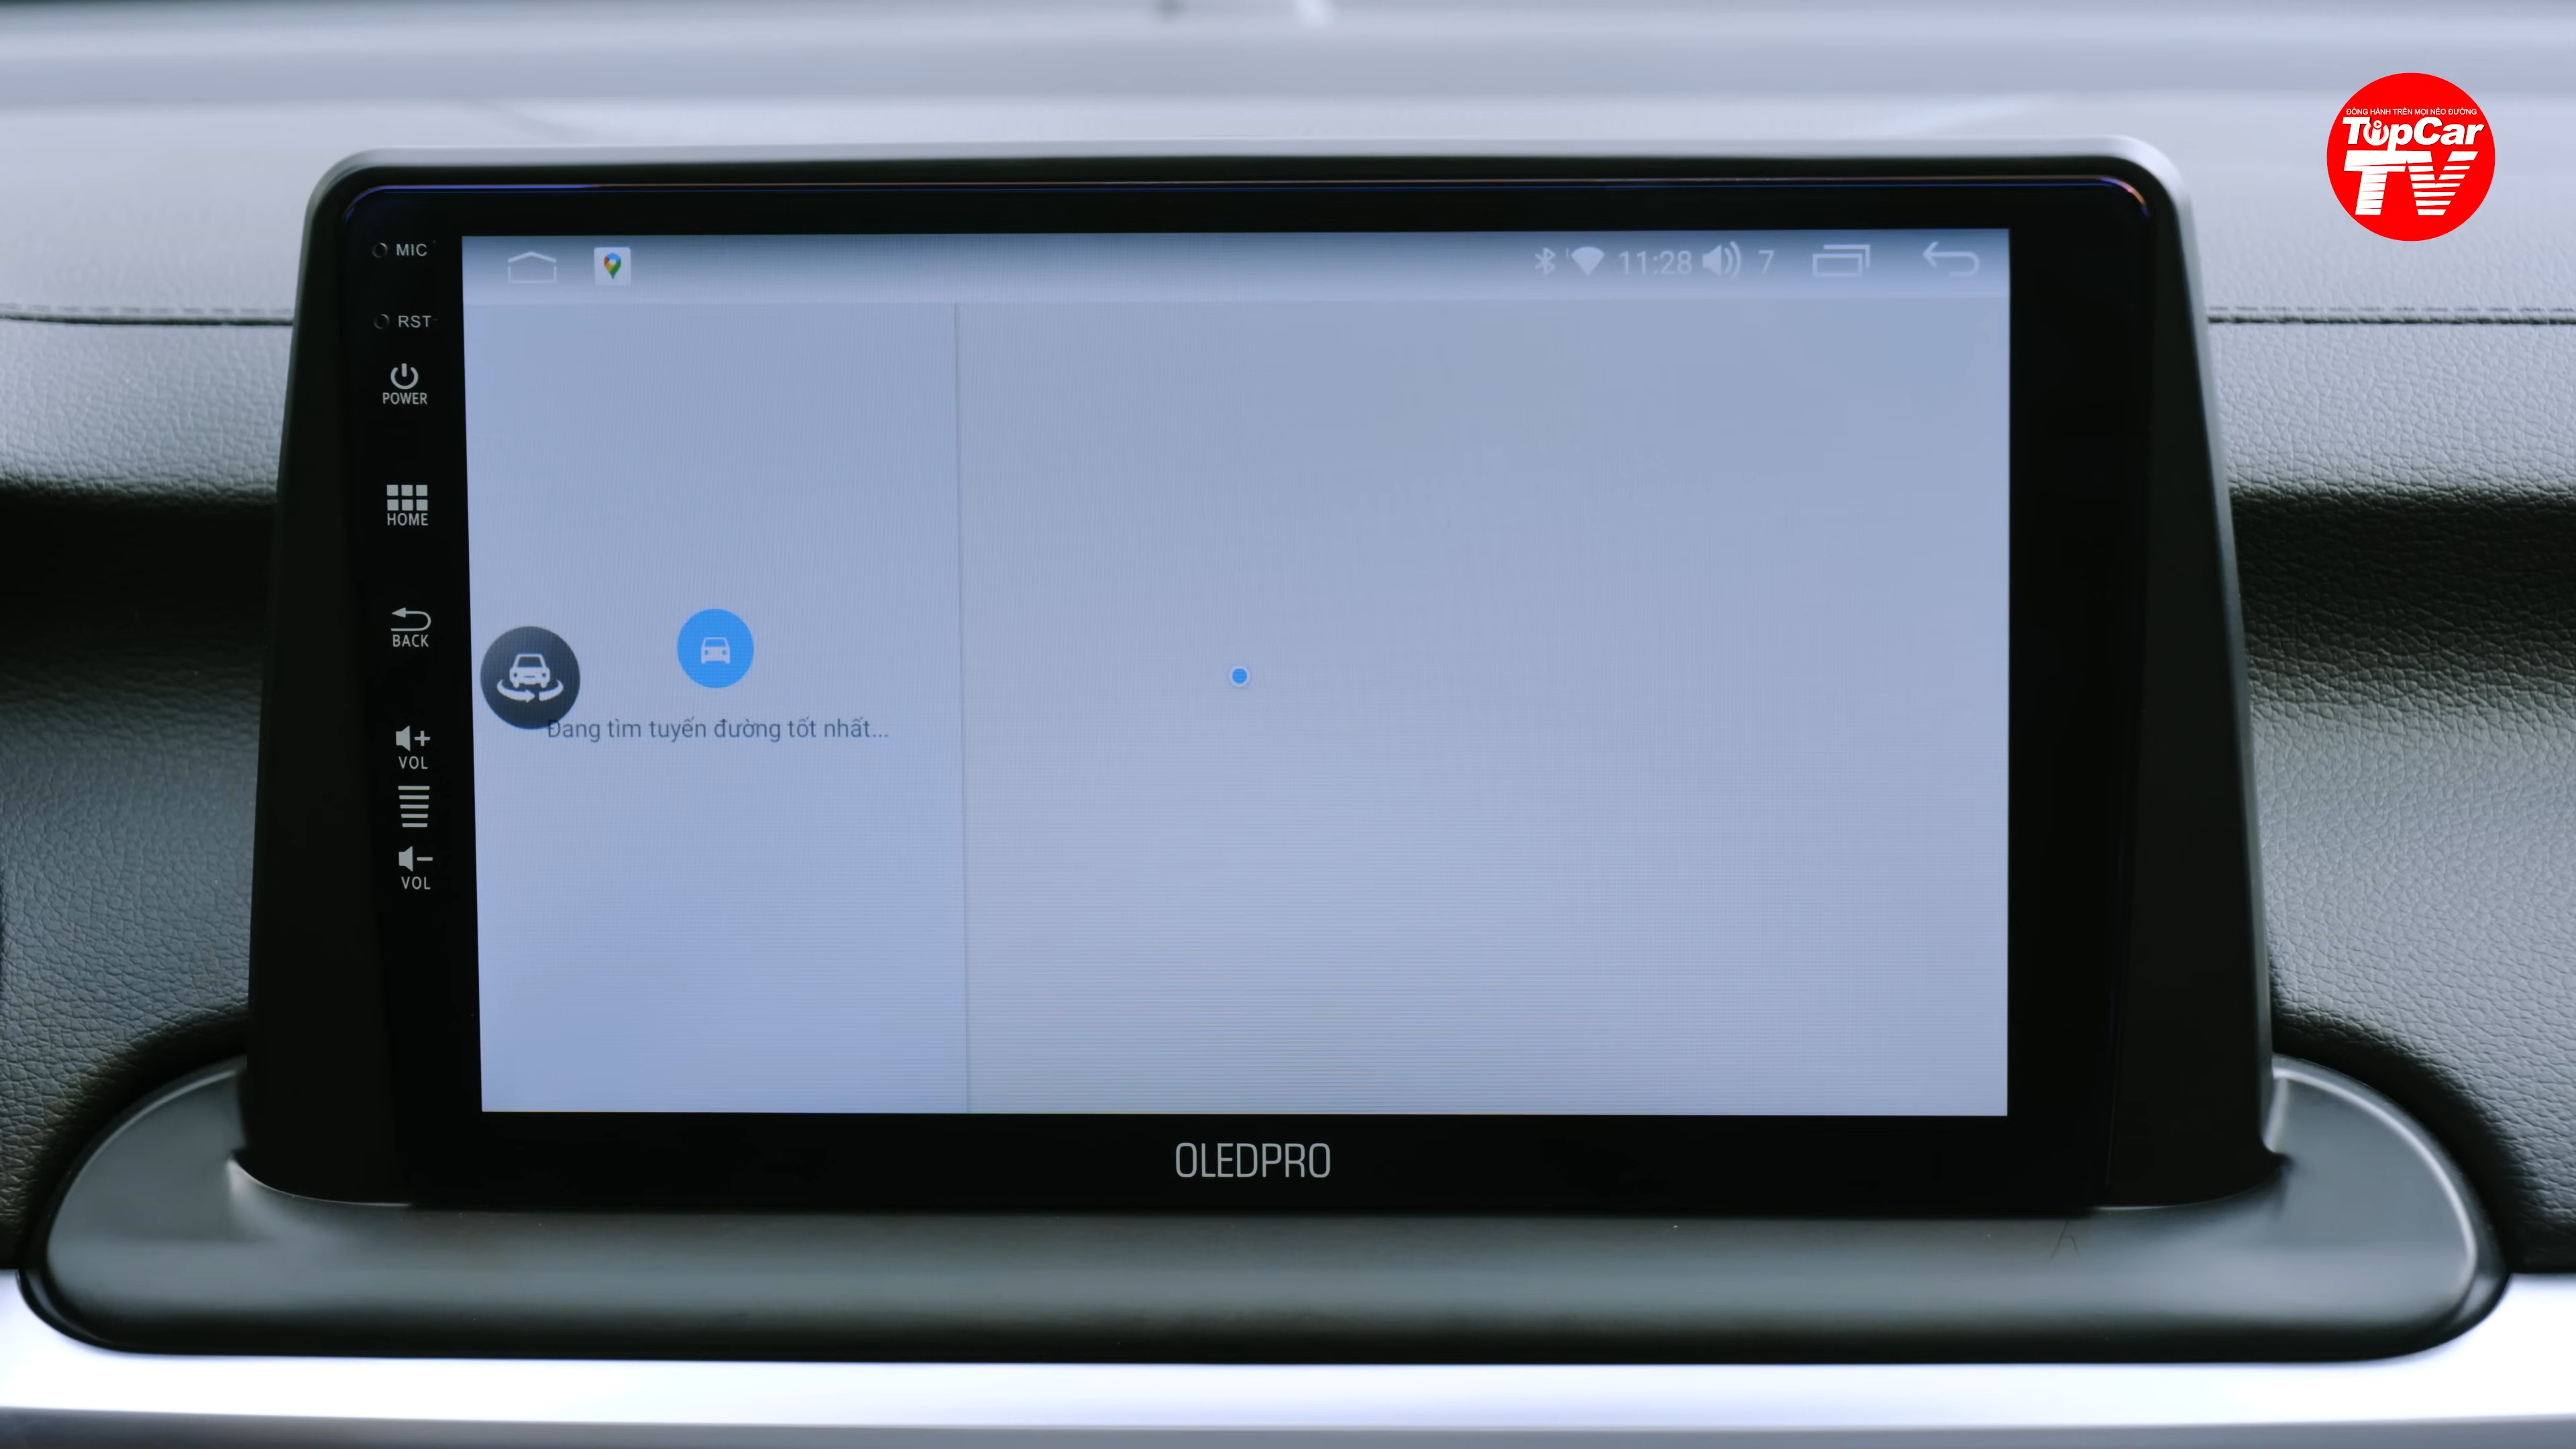 ĐỒNG HÀNH TRÊN MỌI NẺO ĐƯỜNG
TopCar
TV
MIC
RST
POWER
HOME
BACK
VOL
VOL
11:28 7
Đang tìm tuyến đường tốt nhất...
OLEDPRO